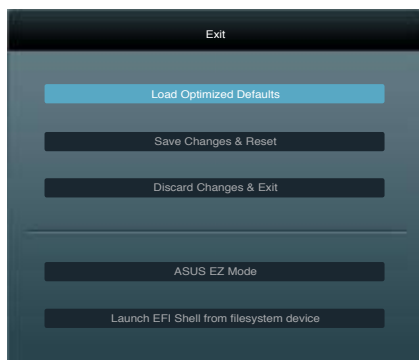 Exit
Load Optimized Defaults
Save Changes & Reset
Discard Changes & Exit
ASUS EZ Mode
Launch EFI Shell from filesystem device